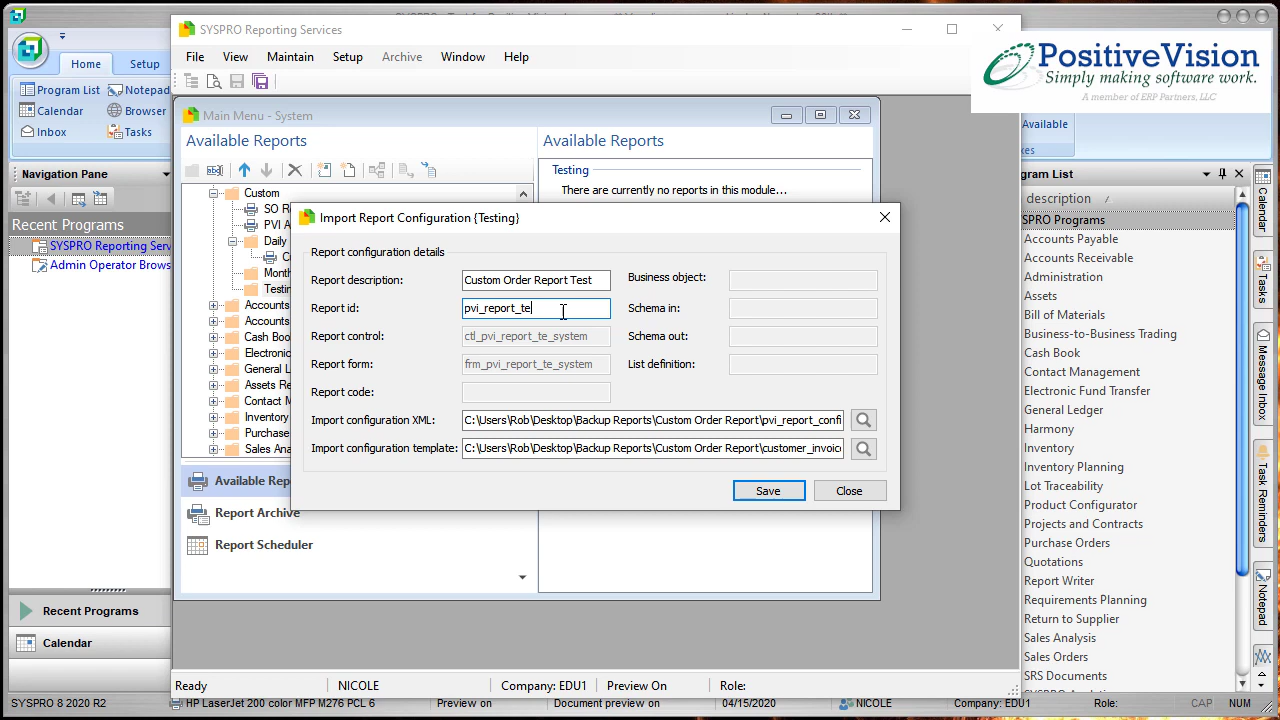 SYSPRO Reporting Services
PositiveVision
Simply making software work.
A member of ERP Partners, LLC
File View Maintain Setup Archive Window Help
Home Setup
Program List Notepad
Calendar Browser
Inbox Tasks
Available
Main Menu - System
Available Reports
Available Reports
Testing
There are currently no reports in this module...
Navigation Pane
Recent Programs
SYSPRO Reporting Serv
Admin Operator Brows
Custom
SO R
PVI A
Daily
C
Month
Testin
Accounts
Accounts
Cash Boo
Electronic
General L
Assets Re
Contact M
Inventory
Purchase
Sales Ana
Import Report Configuration {Testing}
Report configuration details
Report description: Custom Order Report Test
Business object:
Report id: pvi_report_te
Schema in:
Report control: ctl_pvi_report_te_system
Schema out:
Report form: frm_pvi_report_te_system
List definition:
Report code:
Import configuration XML: C:\Users\Rob\Desktop\Backup Reports\Custom Order Report\pvi_report_confi
Import configuration template: C:\Users\Rob\Desktop\Backup Reports\Custom Order Report\customer_invoice
Save Close
Available Repo
Report Archive
Report Scheduler
Recent Programs
Calendar
gram List
description
SPRO Programs
Accounts Payable
Accounts Receivable
Administration
Assets
Bill of Materials
Business-to-Business Trading
Cash Book
Contact Management
Electronic Fund Transfer
General Ledger
Harmony
Inventory
Inventory Planning
Lot Traceability
Product Configurator
Projects and Contracts
Purchase Orders
Quotations
Report Writer
Requirements Planning
Return to Supplier
Sales Analysis
Sales Orders
SRS Documents
Calendar
Tasks
Message Inbox
Task Reminders
Notepad
Ready NICOLE Company: EDU1 Preview On Role:
SYSPRO 8 2020 R2 HP LaserJet 200 color MFP M276 PCL 6 Preview on Document preview on 04/15/2020 NICOLE Company: EDU1 Role: CAP NUM